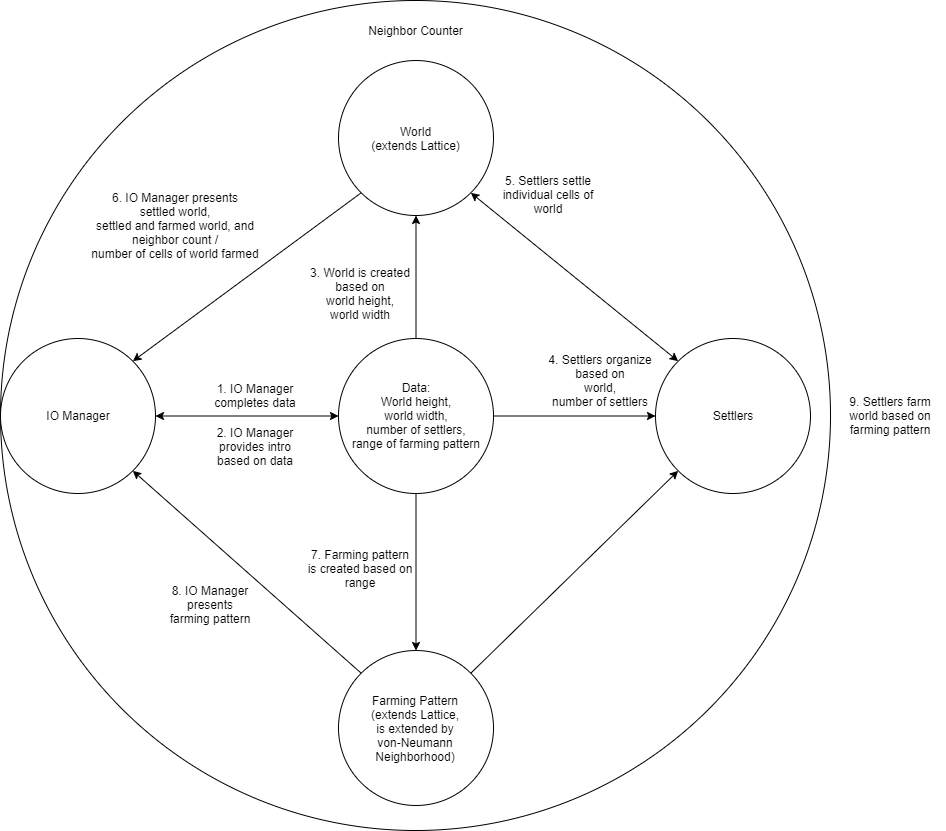 Neighbor Counter
World
(extends Lattice)
5. Settlers settle
individual cells of
world
6. IO Manager presents
settled world,
settled and farmed world, and
neighbor count /
number of cells of world farmed
3. World is created
based on
world height,
world width
4. Settlers organize
based on
world,
number of settlers
1. IO Manager
completes data
2. IO Manager
provides intro
based on data
IO Manager
Data:
World height,
world width,
number of settlers,
range of farming pattern
Settlers
9. Settlers farm
world based on
farming pattern
7. Farming pattern
is created based on
range
8. IO Manager
presents
farming pattern
Farming Pattern
(extends Lattice,
is extended by
von-Neumann
Neighborhood)